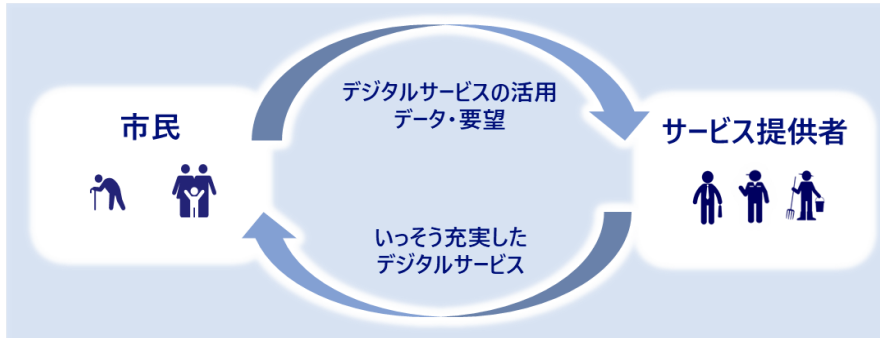 市民
デジタルサービスの活用
データ・要望
サービス提供者
いっそう充実した
デジタルサービス